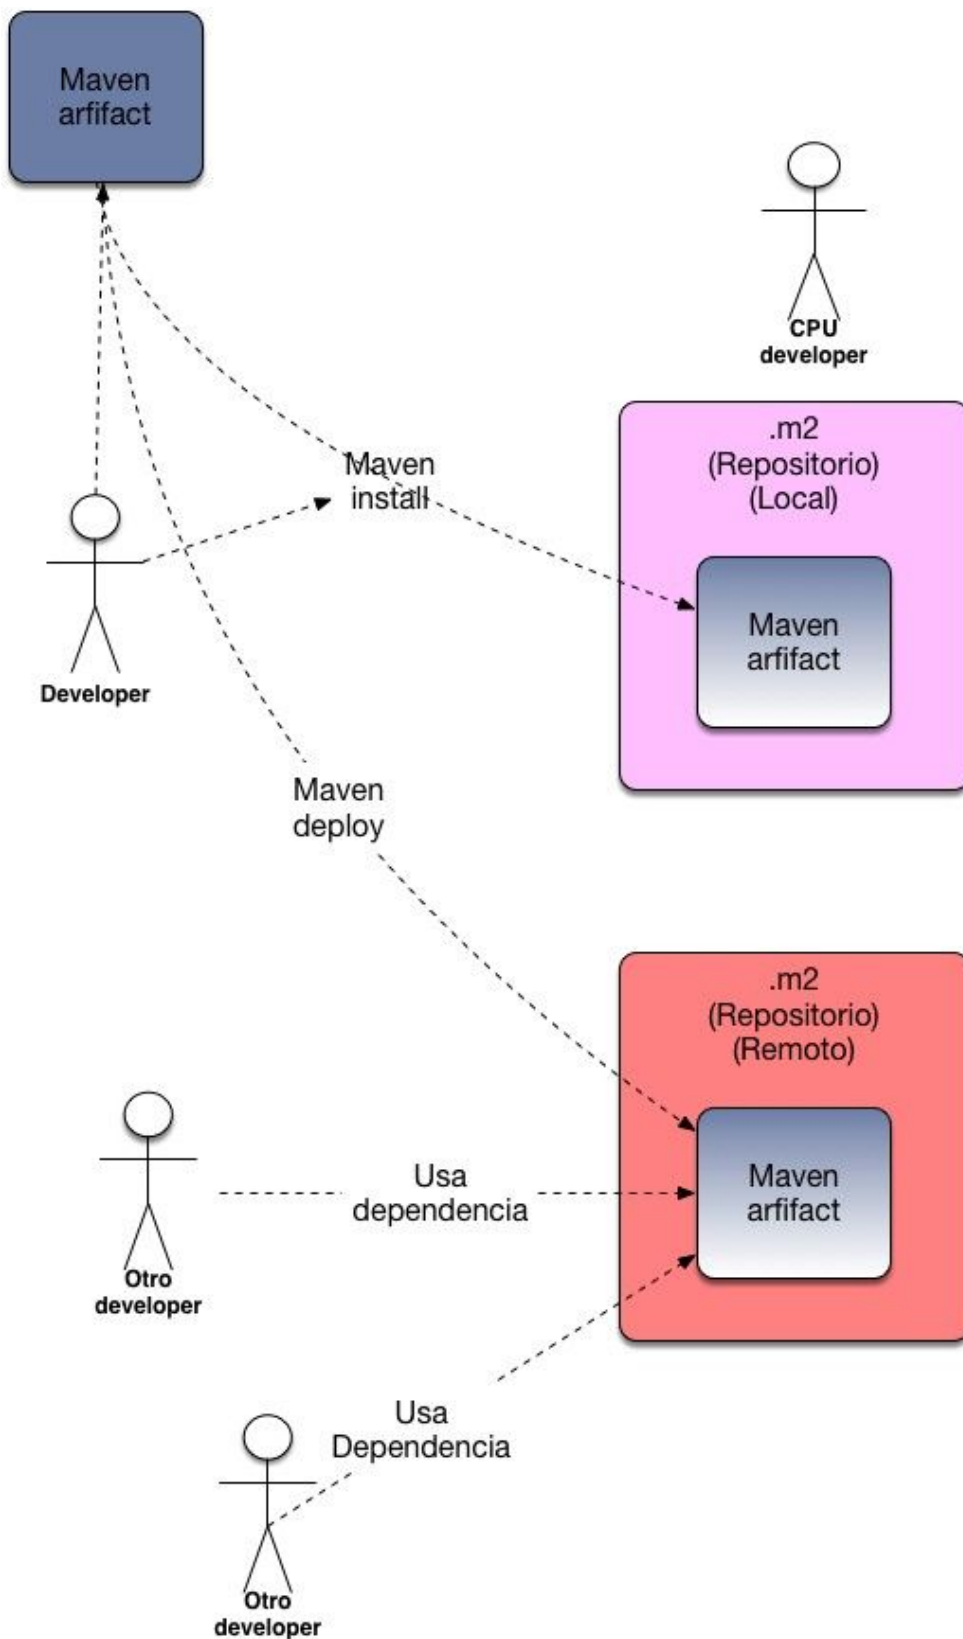 Maven
arfifact
CPU
developer
.m2
(Repositorio)
(Local)
Maven
install
Maven
arfifact
Developer
Maven
deploy
.m2
(Repositorio)
(Remoto)
Maven
arfifact
Usa
dependencia
Otro
developer
Usa
Dependencia
Otro
developer